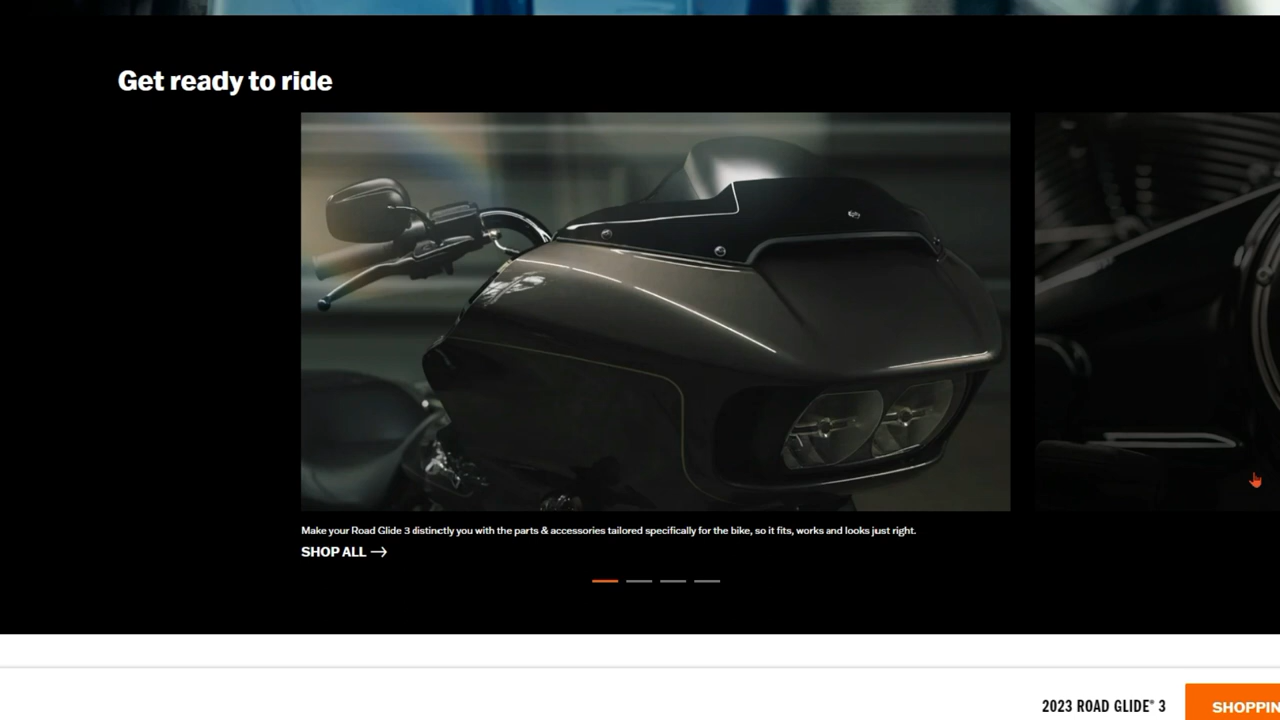 Get ready to ride
Make your Road Glide 3 distinctly you with the parts & accessories tailored specifically for the bike, so it fits, works and looks just right.
SHOP ALL →
2023 ROAD GLIDE® 3
SHOPPIN